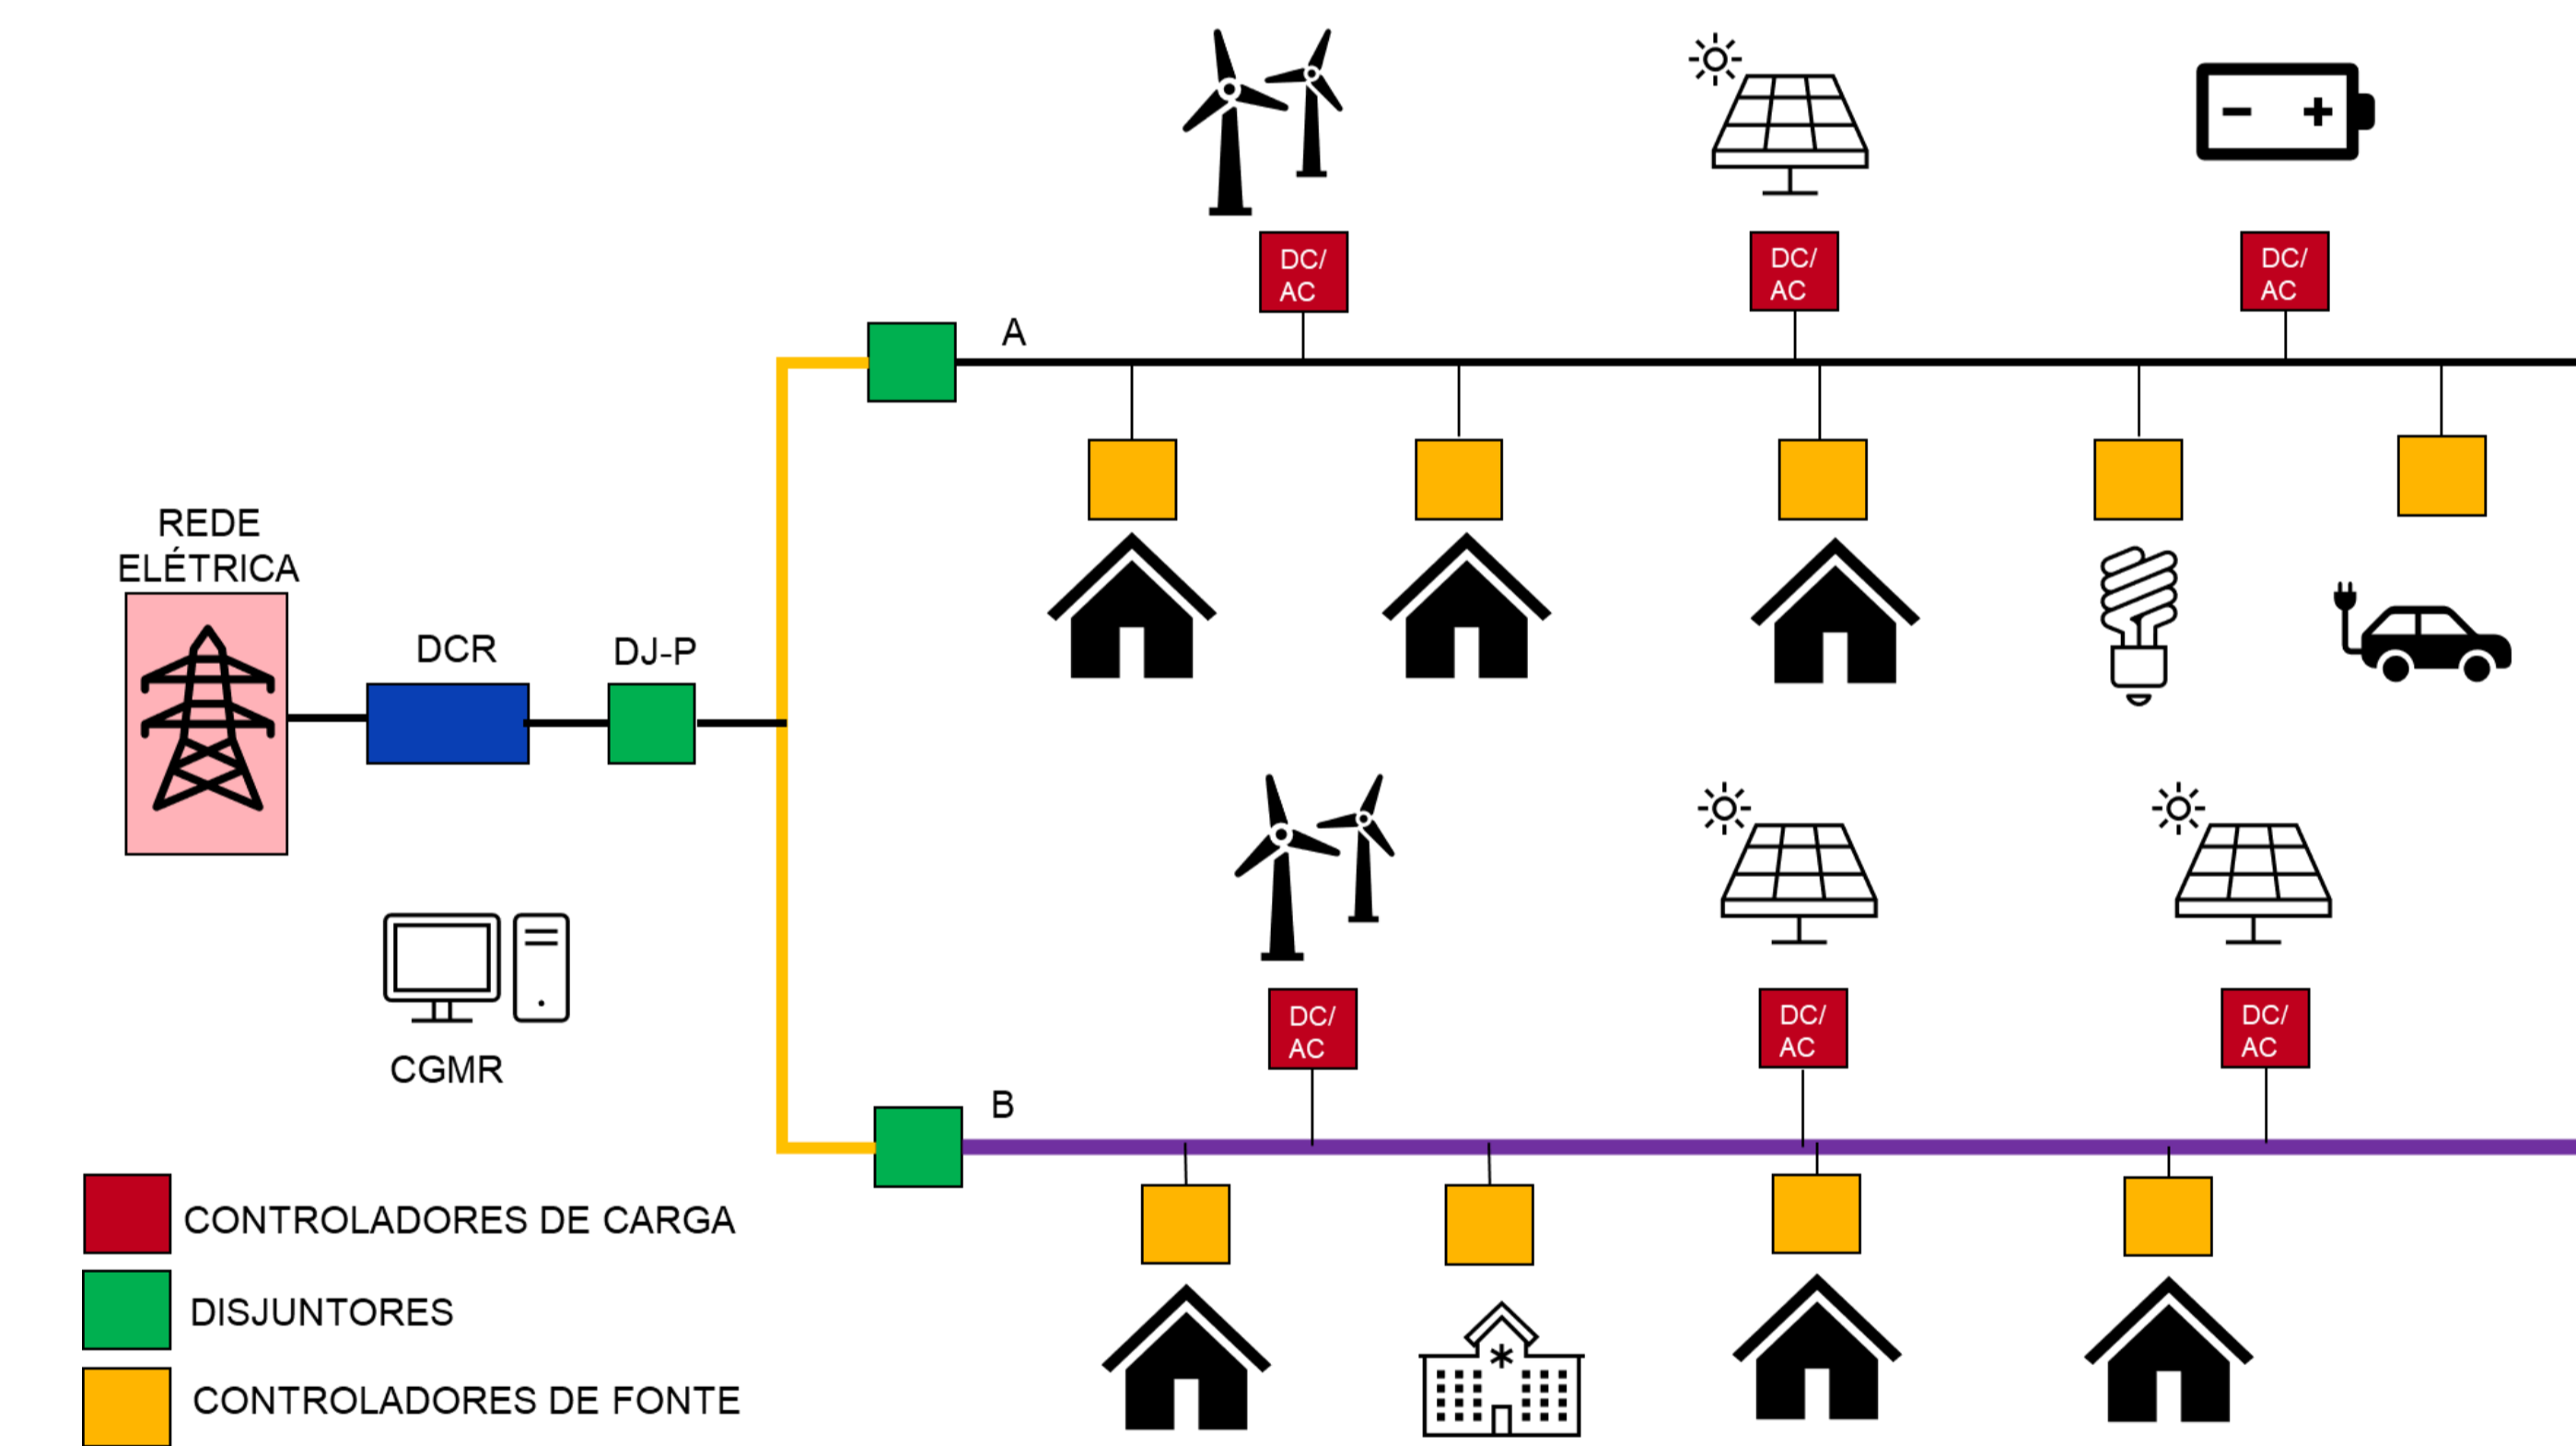 DC/
AC
DC/
AC
DC/
AC
A
REDE
ELÉTRICA
DCR
DJ-P
CGMR
DC/
AC
DC/
AC
DC/
AC
B
CONTROLADORES DE CARGA
DISJUNTORES
CONTROLADORES DE FONTE